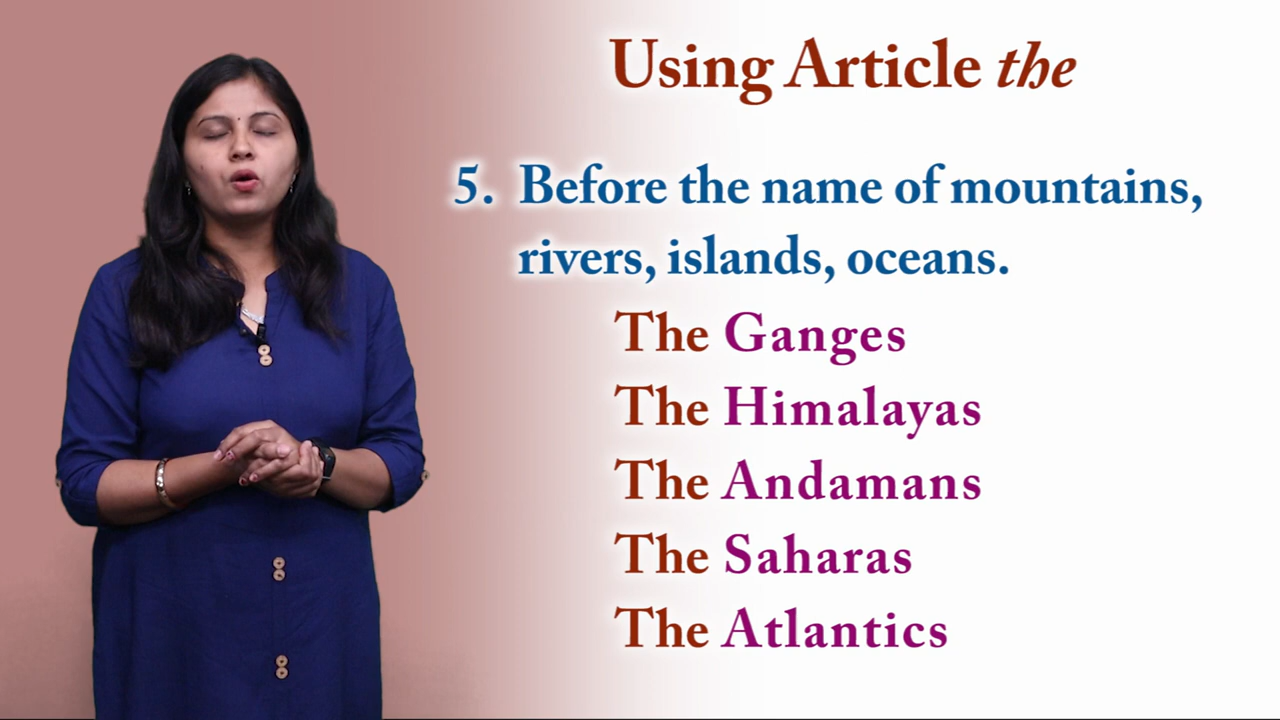 Using Article the
5. Before the name of mountains,
rivers, islands, oceans.
The Ganges
The Himalayas
The Andamans
The Saharas
The Atlantics